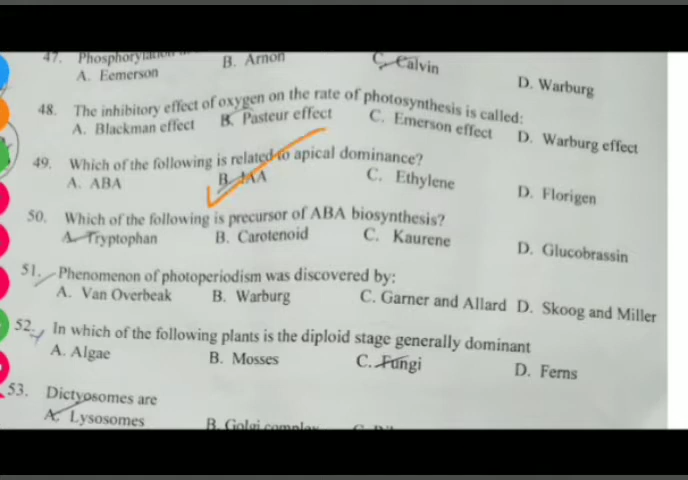 47. Phosphorylation
A. Eemerson B. Arnon C. Calvin D. Warburg
48. The inhibitory effect of oxygen on the rate of photosynthesis is called:
A. Blackman effect B. Pasteur effect C. Emerson effect D. Warburg effect
49. Which of the following is related to apical dominance?
A. ABA B. IAA C. Ethylene D. Florigen
50. Which of the following is precursor of ABA biosynthesis?
A. Tryptophan B. Carotenoid C. Kaurene D. Glucobrassin
51. Phenomenon of photoperiodism was discovered by:
A. Van Overbeak B. Warburg C. Garner and Allard D. Skoog and Miller
52. In which of the following plants is the diploid stage generally dominant
A. Algae B. Mosses C. Fungi D. Ferns
53. Dictyosomes are
A. Lysosomes B. Golgi complex